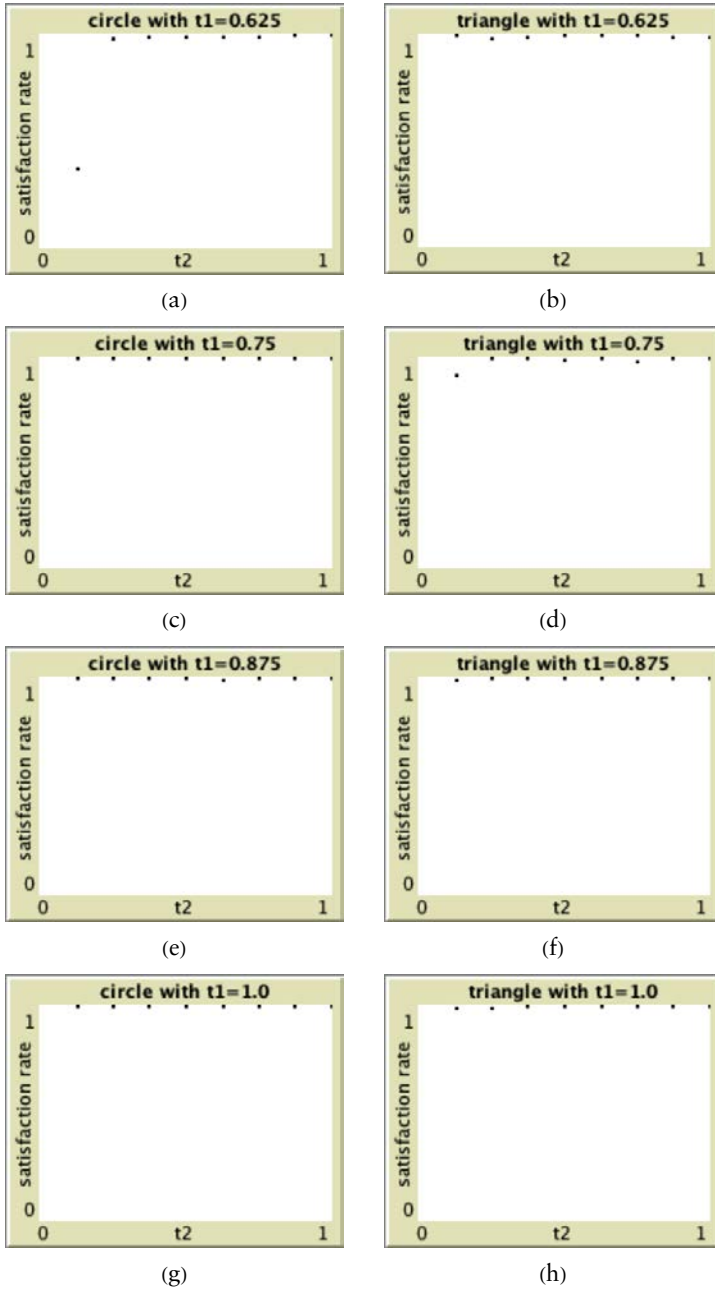 circle with t1=0.625
1
satisfaction rate
0
0 t2 1
(a)
triangle with t1=0.625
1
satisfaction rate
0
0 t2 1
(b)
circle with t1=0.75
1
satisfaction rate
0
0 t2 1
(c)
triangle with t1=0.75
1
satisfaction rate
0
0 t2 1
(d)
circle with t1=0.875
1
satisfaction rate
0
0 t2 1
(e)
triangle with t1=0.875
1
satisfaction rate
0
0 t2 1
(f)
circle with t1=1.0
1
satisfaction rate
0
0 t2 1
(g)
triangle with t1=1.0
1
satisfaction rate
0
0 t2 1
(h)